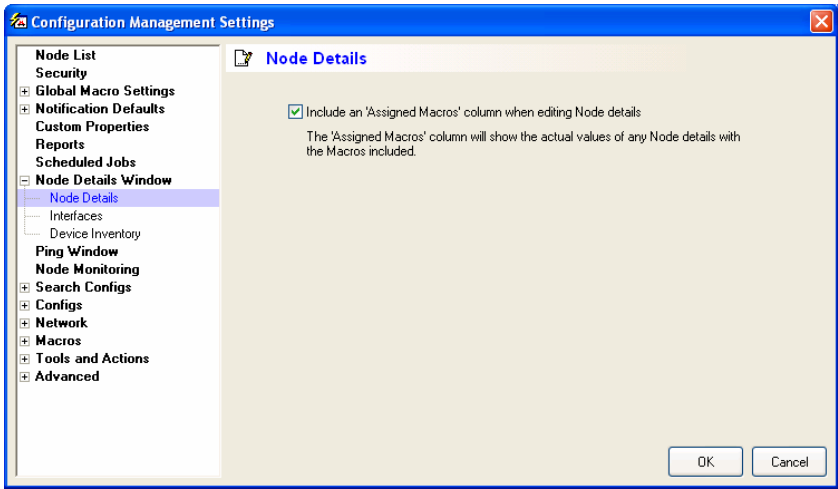 Configuration Management Settings
Node List
Security
Global Macro Settings
Notification Defaults
Custom Properties
Reports
Scheduled Jobs
Node Details Window
Node Details
Interfaces
Device Inventory
Ping Window
Node Monitoring
Search Configs
Configs
Network
Macros
Tools and Actions
Advanced
Node Details
Include an 'Assigned Macros' column when editing Node details
The 'Assigned Macros' column will show the actual values of any Node details with
the Macros included.
OK
Cancel